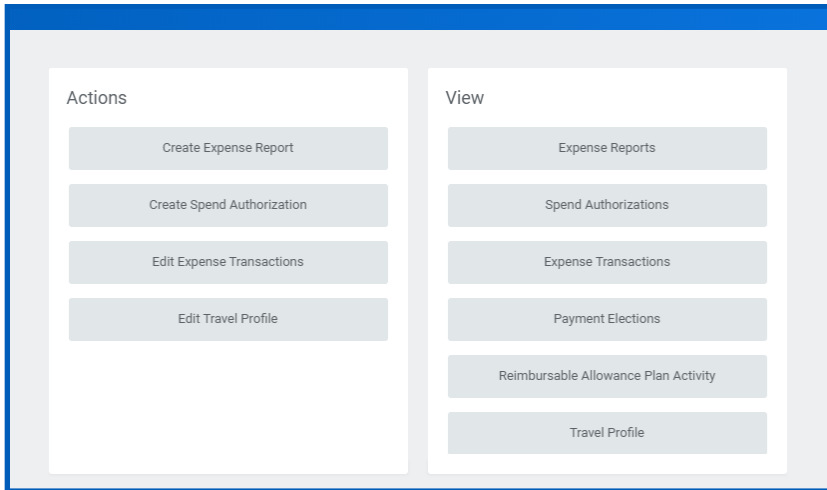 Actions
Create Expense Report
Create Spend Authorization
Edit Expense Transactions
Edit Travel Profile
View
Expense Reports
Spend Authorizations
Expense Transactions
Payment Elections
Reimbursable Allowance Plan Activity
Travel Profile